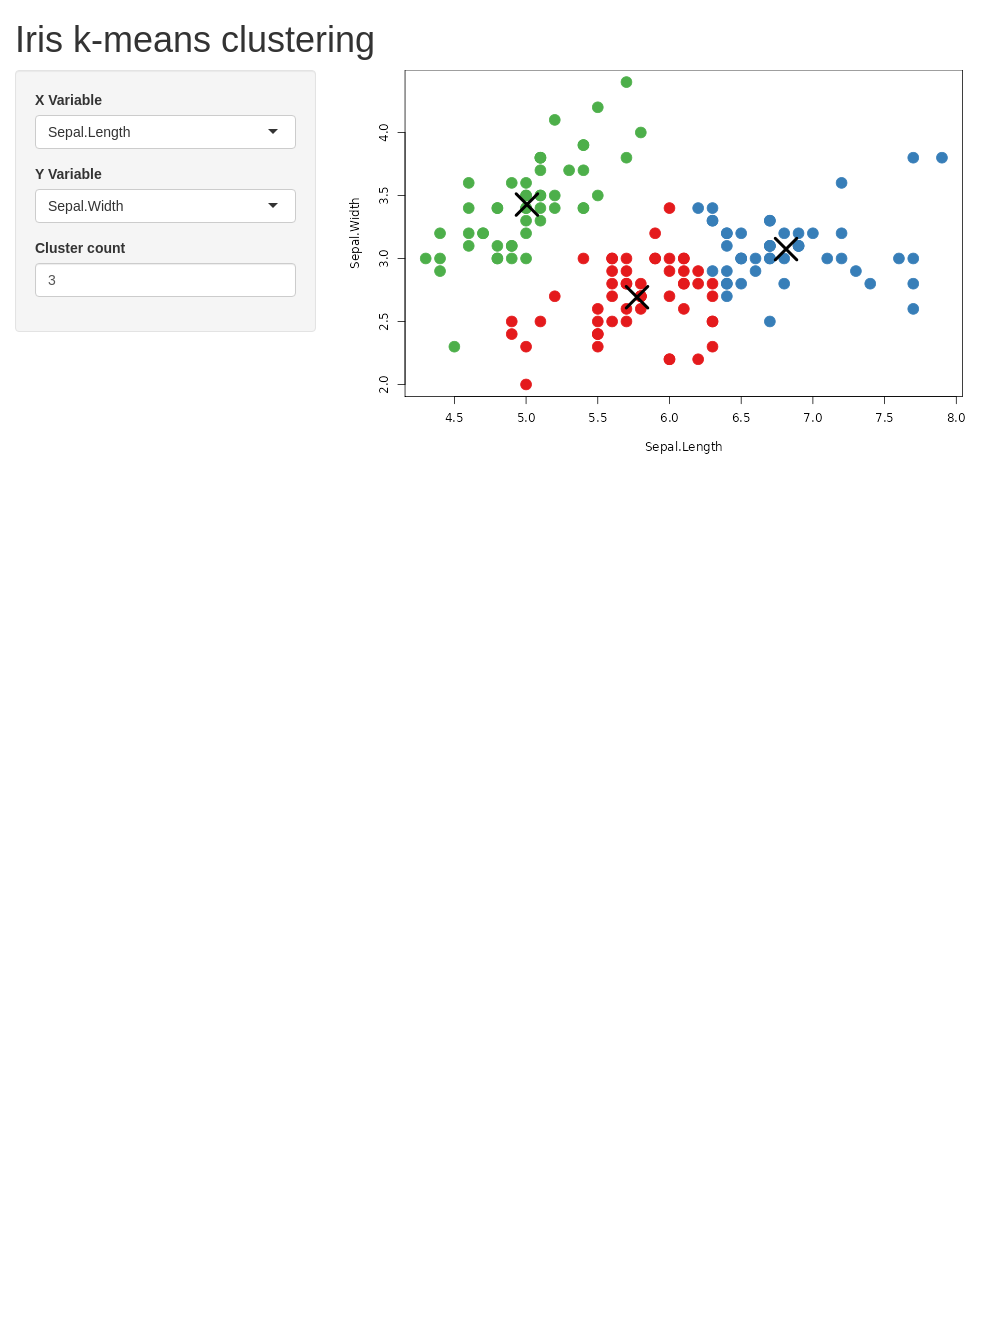 Iris k-means clustering
X Variable
Sepal.Length
Y Variable
Sepal.Width
Cluster count
3
Sepal.Width
4.0
3.5
3.0
2.5
2.0
4.5 5.0 5.5 6.0 6.5 7.0 7.5 8.0
Sepal.Length